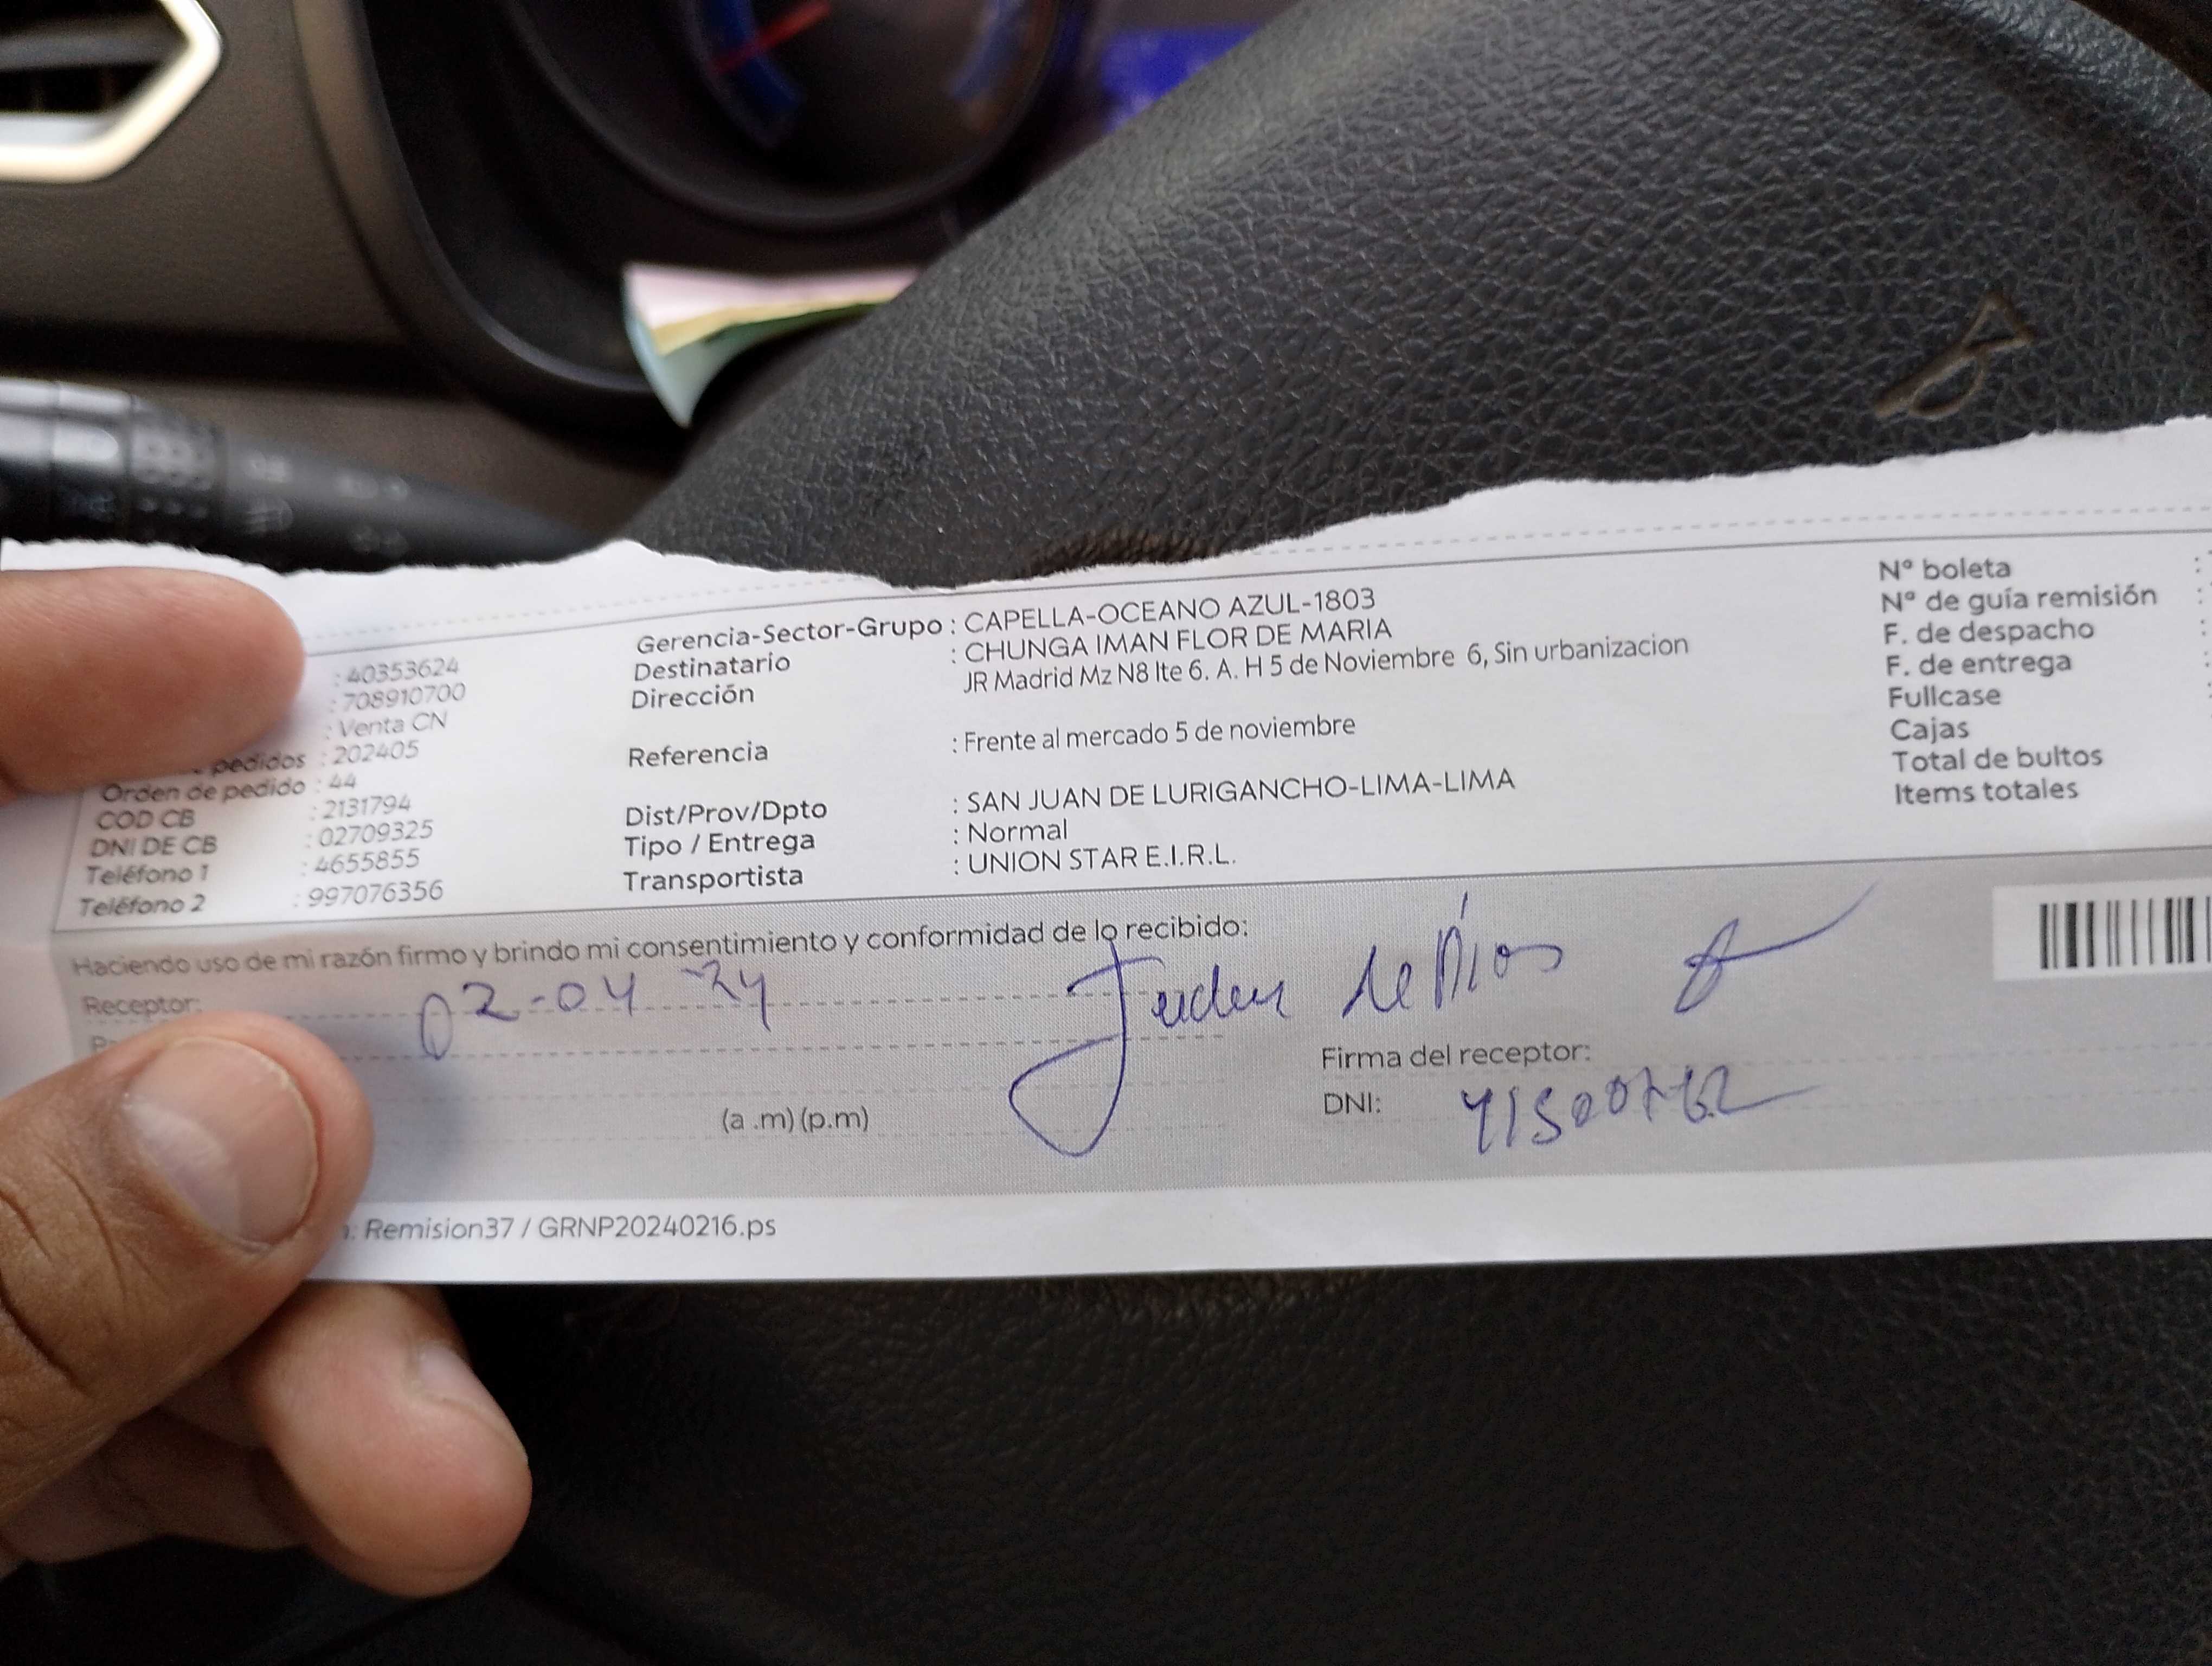 : 40353624
: 708910700
: Venta CN
pedidos : 202405
Orden de pedido : 44
COD CB : 2131794
DNI DE CB : 02709325
Teléfono 1 : 4655855
Teléfono 2 : 997076356
Gerencia-Sector-Grupo : CAPELLA-OCEANO AZUL-1803
Destinatario : CHUNGA IMAN FLOR DE MARIA
Dirección JR Madrid Mz N8 lte 6. A. H 5 de Noviembre 6, Sin urbanizacion
Referencia : Frente al mercado 5 de noviembre
Dist/Prov/Dpto : SAN JUAN DE LURIGANCHO-LIMA-LIMA
Tipo / Entrega : Normal
Transportista : UNION STAR E.I.R.L.
N° boleta :
N° de guía remisión :
F. de despacho :
F. de entrega :
Fullcase
Cajas
Total de bultos
Items totales
Haciendo uso de mi razón firmo y brindo mi consentimiento y conformidad de lo recibido:
Receptor: 02-04-24
de Dios
Firma del receptor:
(a .m) (p.m)
DNI:
: Remision37 / GRNP20240216.ps